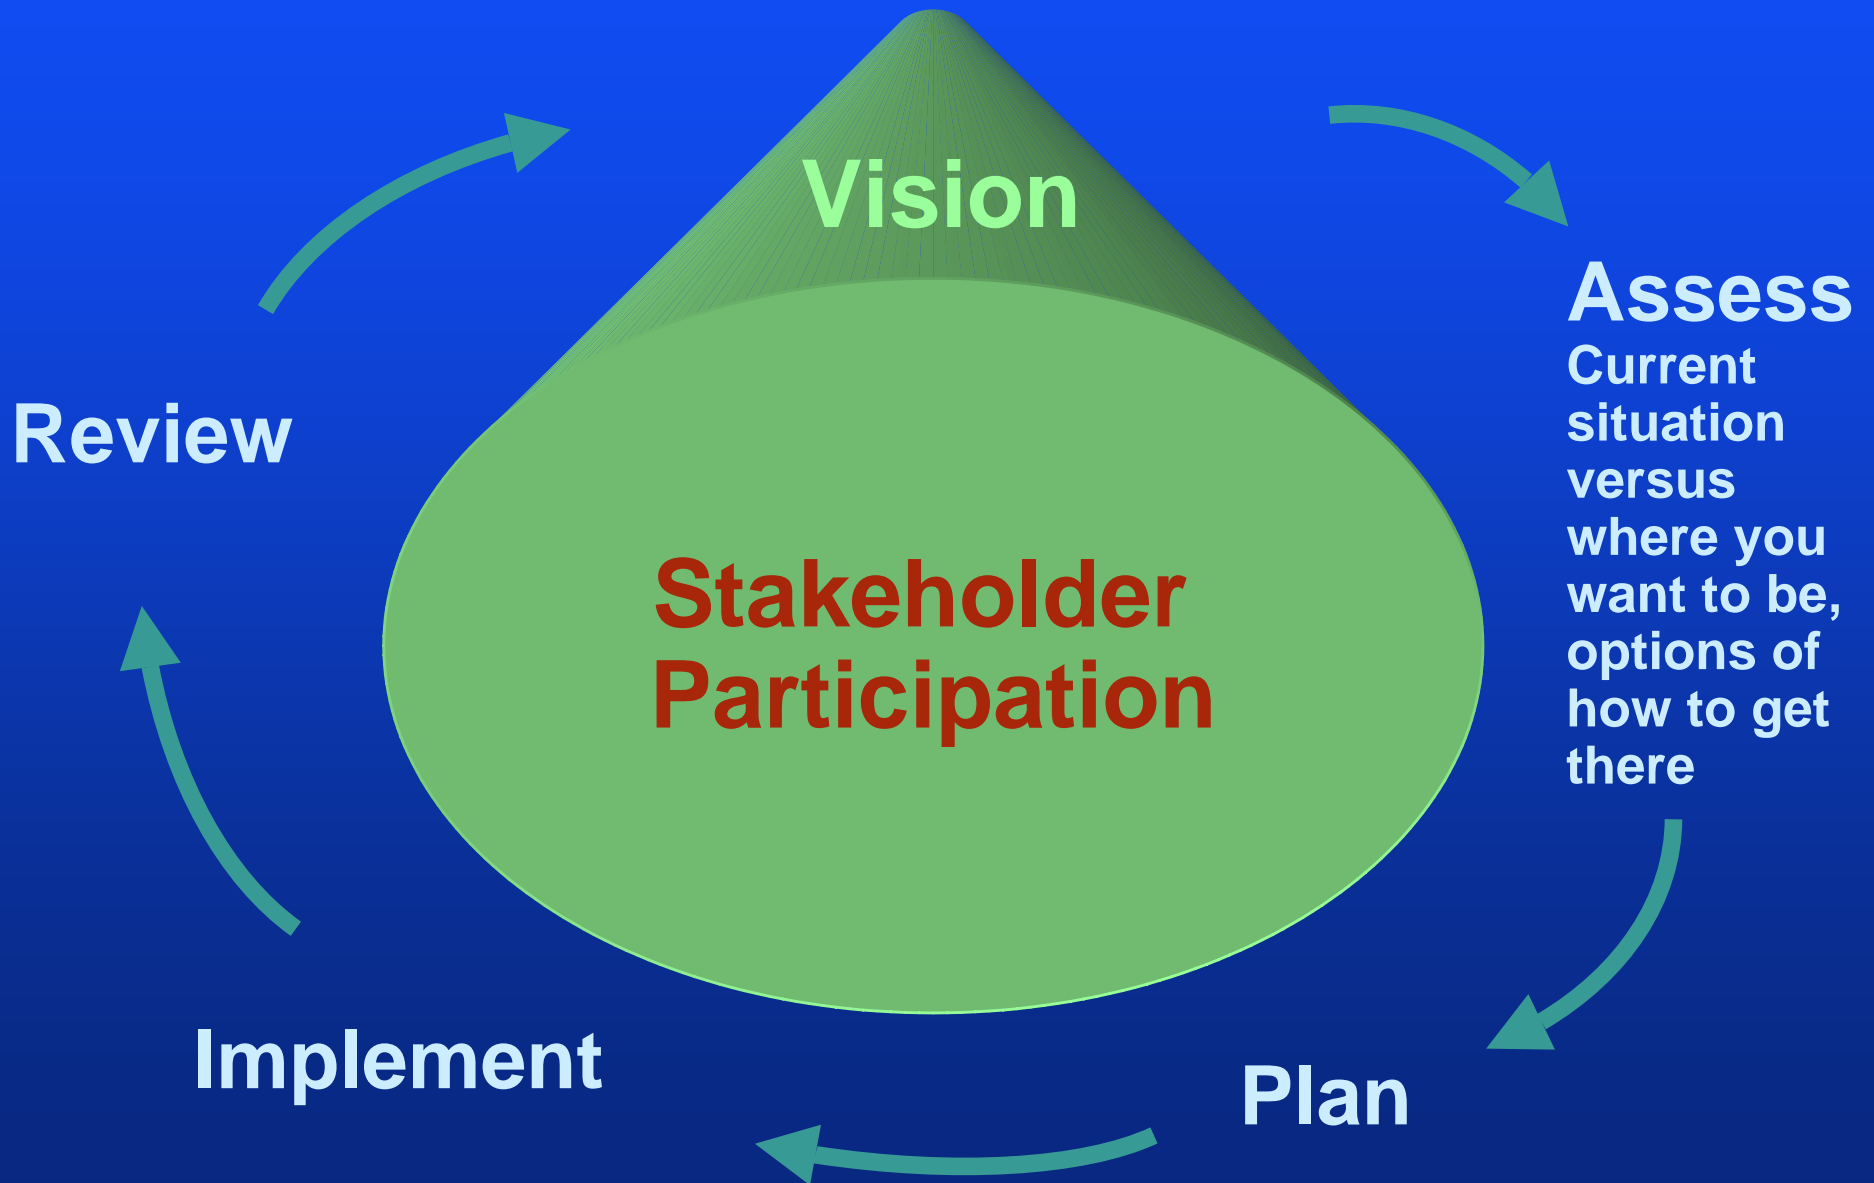 Vision
Assess
Current
situation
versus
where you
want to be,
options of
how to get
there
Review
Stakeholder
Participation
Implement
Plan